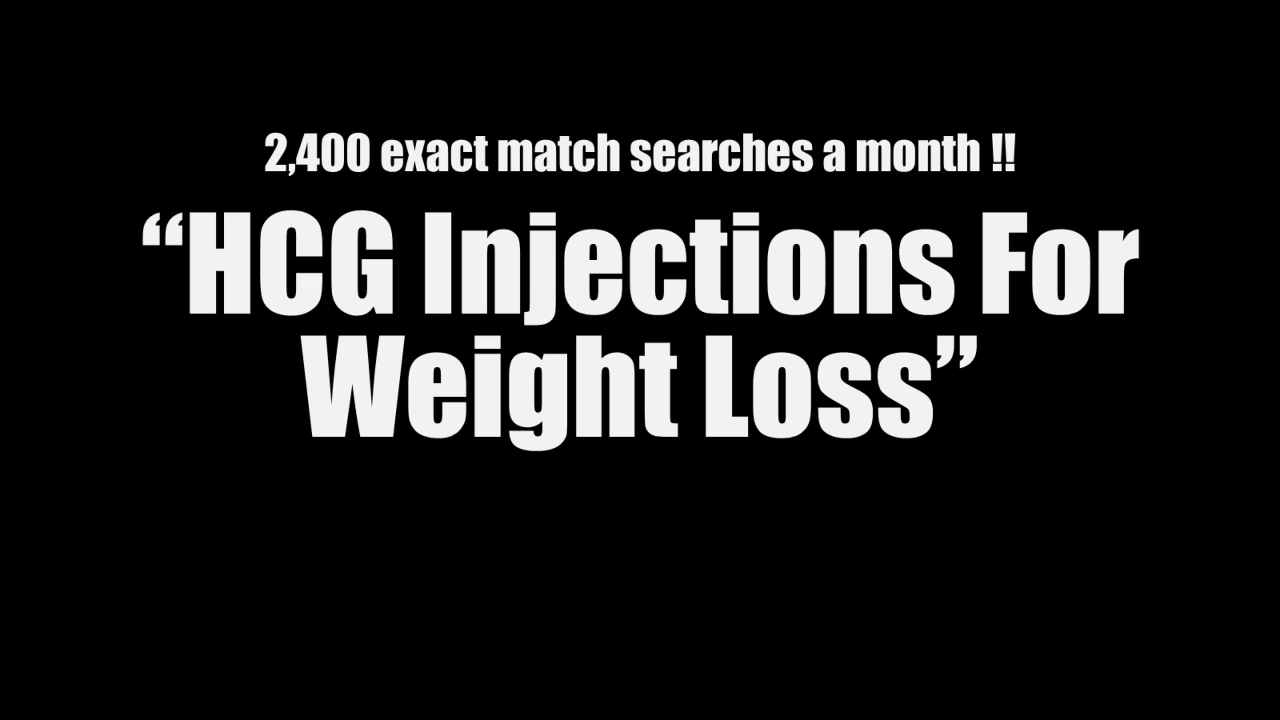 2,400 exact match searches a month !!
“HCG Injections For
Weight Loss”